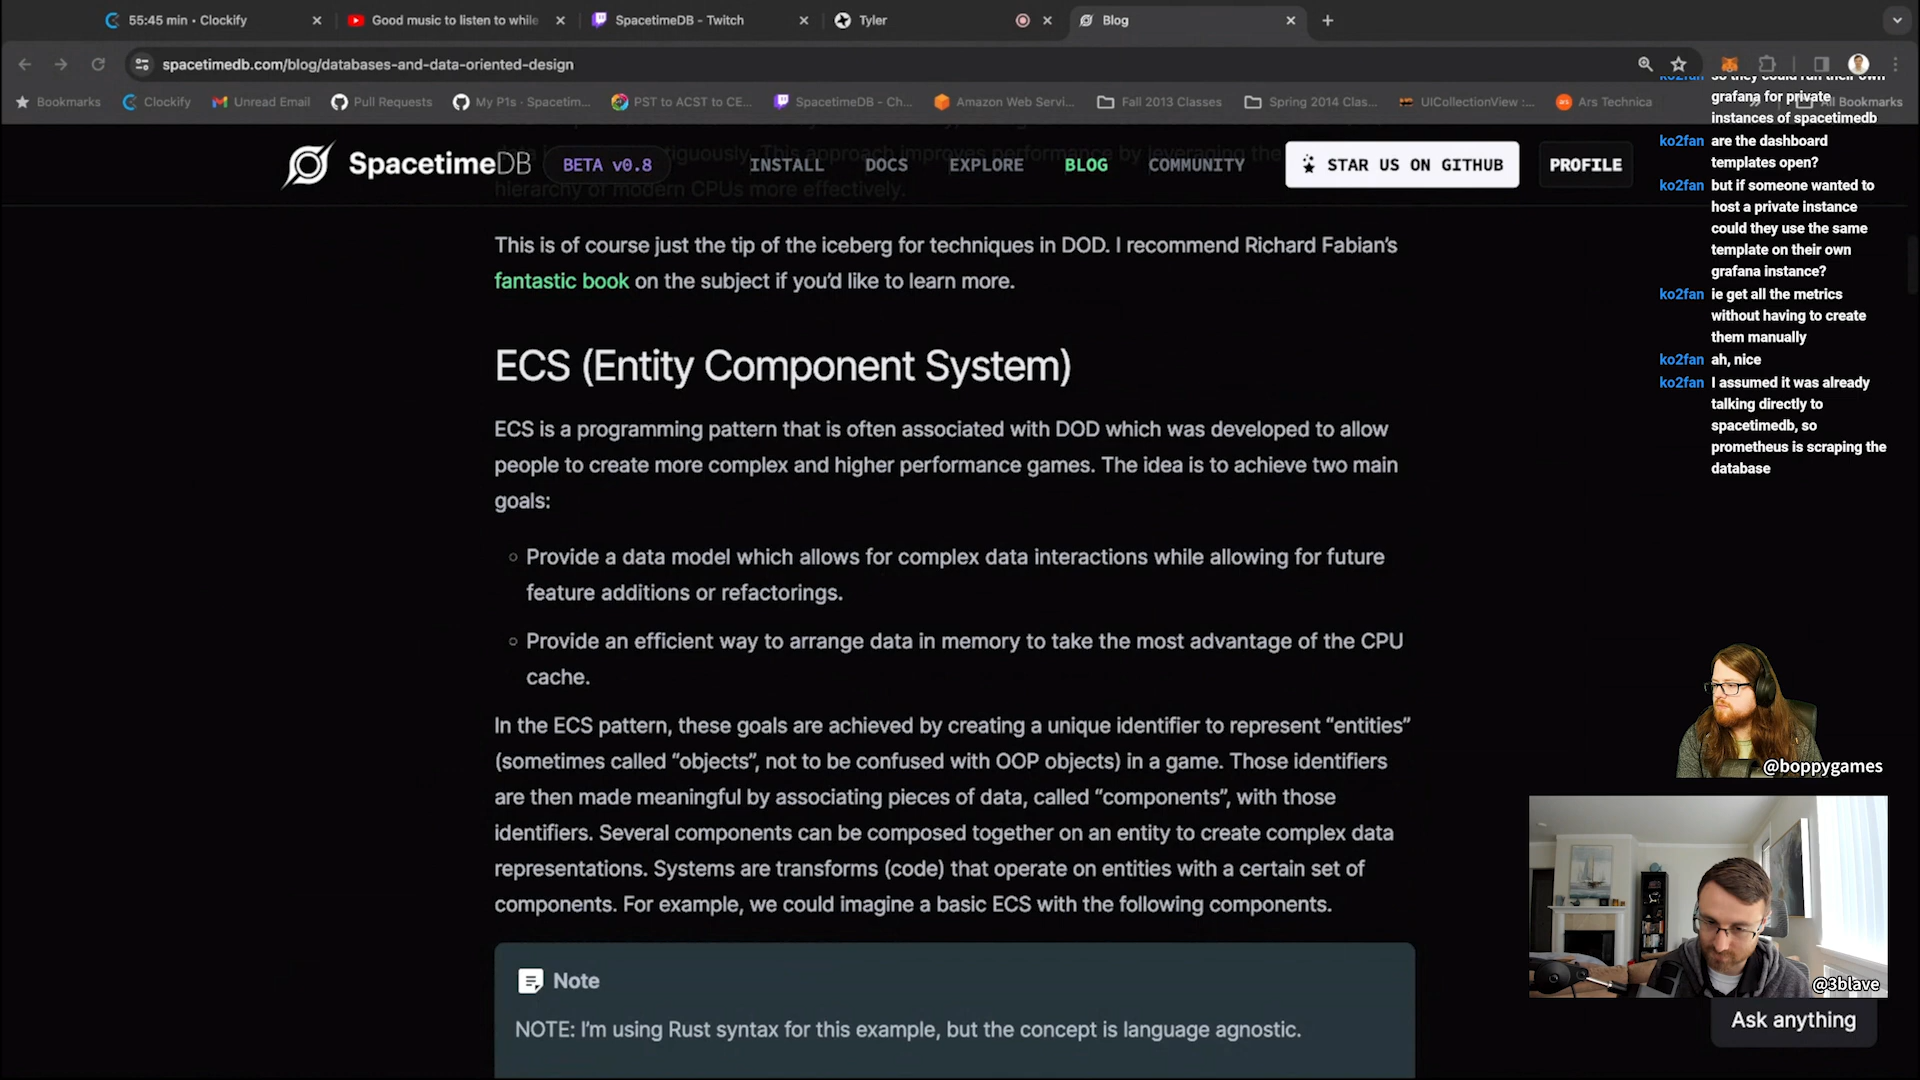 55:45 min • Clockify
Good music to listen to while
SpacetimeDB - Twitch
Tyler
Blog
spacetimedb.com/blog/databases-and-data-oriented-design
Bookmarks
Clockify
Unread Email
Pull Requests
My P1s · Spacetim...
PST to ACST to CE...
SpacetimeDB - Ch...
Amazon Web Servi...
Fall 2013 Classes
Spring 2014 Clas...
UICollectionView :...
Ars Technica
All Bookmarks
SpacetimeDB
BETA v0.8
INSTALL
DOCS
EXPLORE
BLOG
COMMUNITY
STAR US ON GITHUB
PROFILE
hierarchy of modern CPUs more effectively.
This is of course just the tip of the iceberg for techniques in DOD. I recommend Richard Fabian’s
fantastic book on the subject if you’d like to learn more.
ECS (Entity Component System)
ECS is a programming pattern that is often associated with DOD which was developed to allow
people to create more complex and higher performance games. The idea is to achieve two main
goals:
Provide a data model which allows for complex data interactions while allowing for future
feature additions or refactorings.
Provide an efficient way to arrange data in memory to take the most advantage of the CPU
cache.
In the ECS pattern, these goals are achieved by creating a unique identifier to represent “entities”
(sometimes called “objects”, not to be confused with OOP objects) in a game. Those identifiers
are then made meaningful by associating pieces of data, called “components”, with those
identifiers. Several components can be composed together on an entity to create complex data
representations. Systems are transforms (code) that operate on entities with a certain set of
components. For example, we could imagine a basic ECS with the following components.
Note
NOTE: I’m using Rust syntax for this example, but the concept is language agnostic.
ko2fan so they could run their own
grafana for private
instances of spacetimedb
ko2fan are the dashboard
templates open?
ko2fan but if someone wanted to
host a private instance
could they use the same
template on their own
grafana instance?
ko2fan ie get all the metrics
without having to create
them manually
ko2fan ah, nice
ko2fan I assumed it was already
talking directly to
spacetimedb, so
prometheus is scraping the
database
@boppygames
@3blave
Ask anything